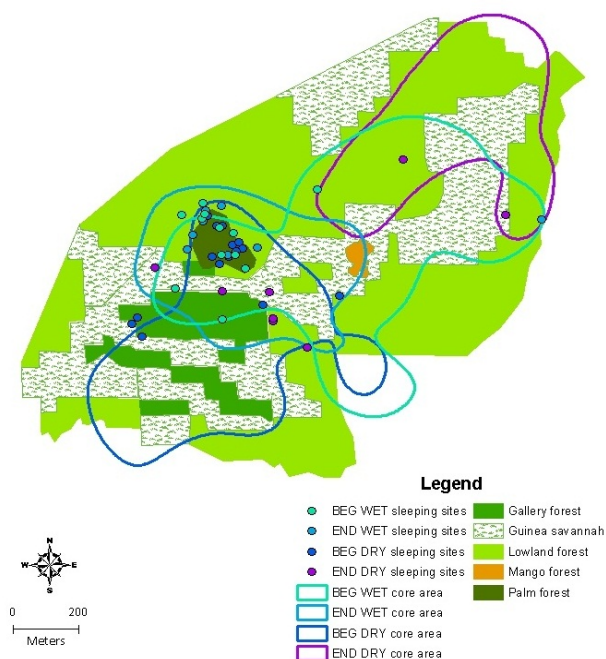 Legend
BEG WET sleeping sites
END WET sleeping sites
BEG DRY sleeping sites
END DRY sleeping sites
BEG WET core area
END WET core area
BEG DRY core area
END DRY core area
Gallery forest
Guinea savannah
Lowland forest
Mango forest
Palm forest
N
W E
S
0 200
Meters